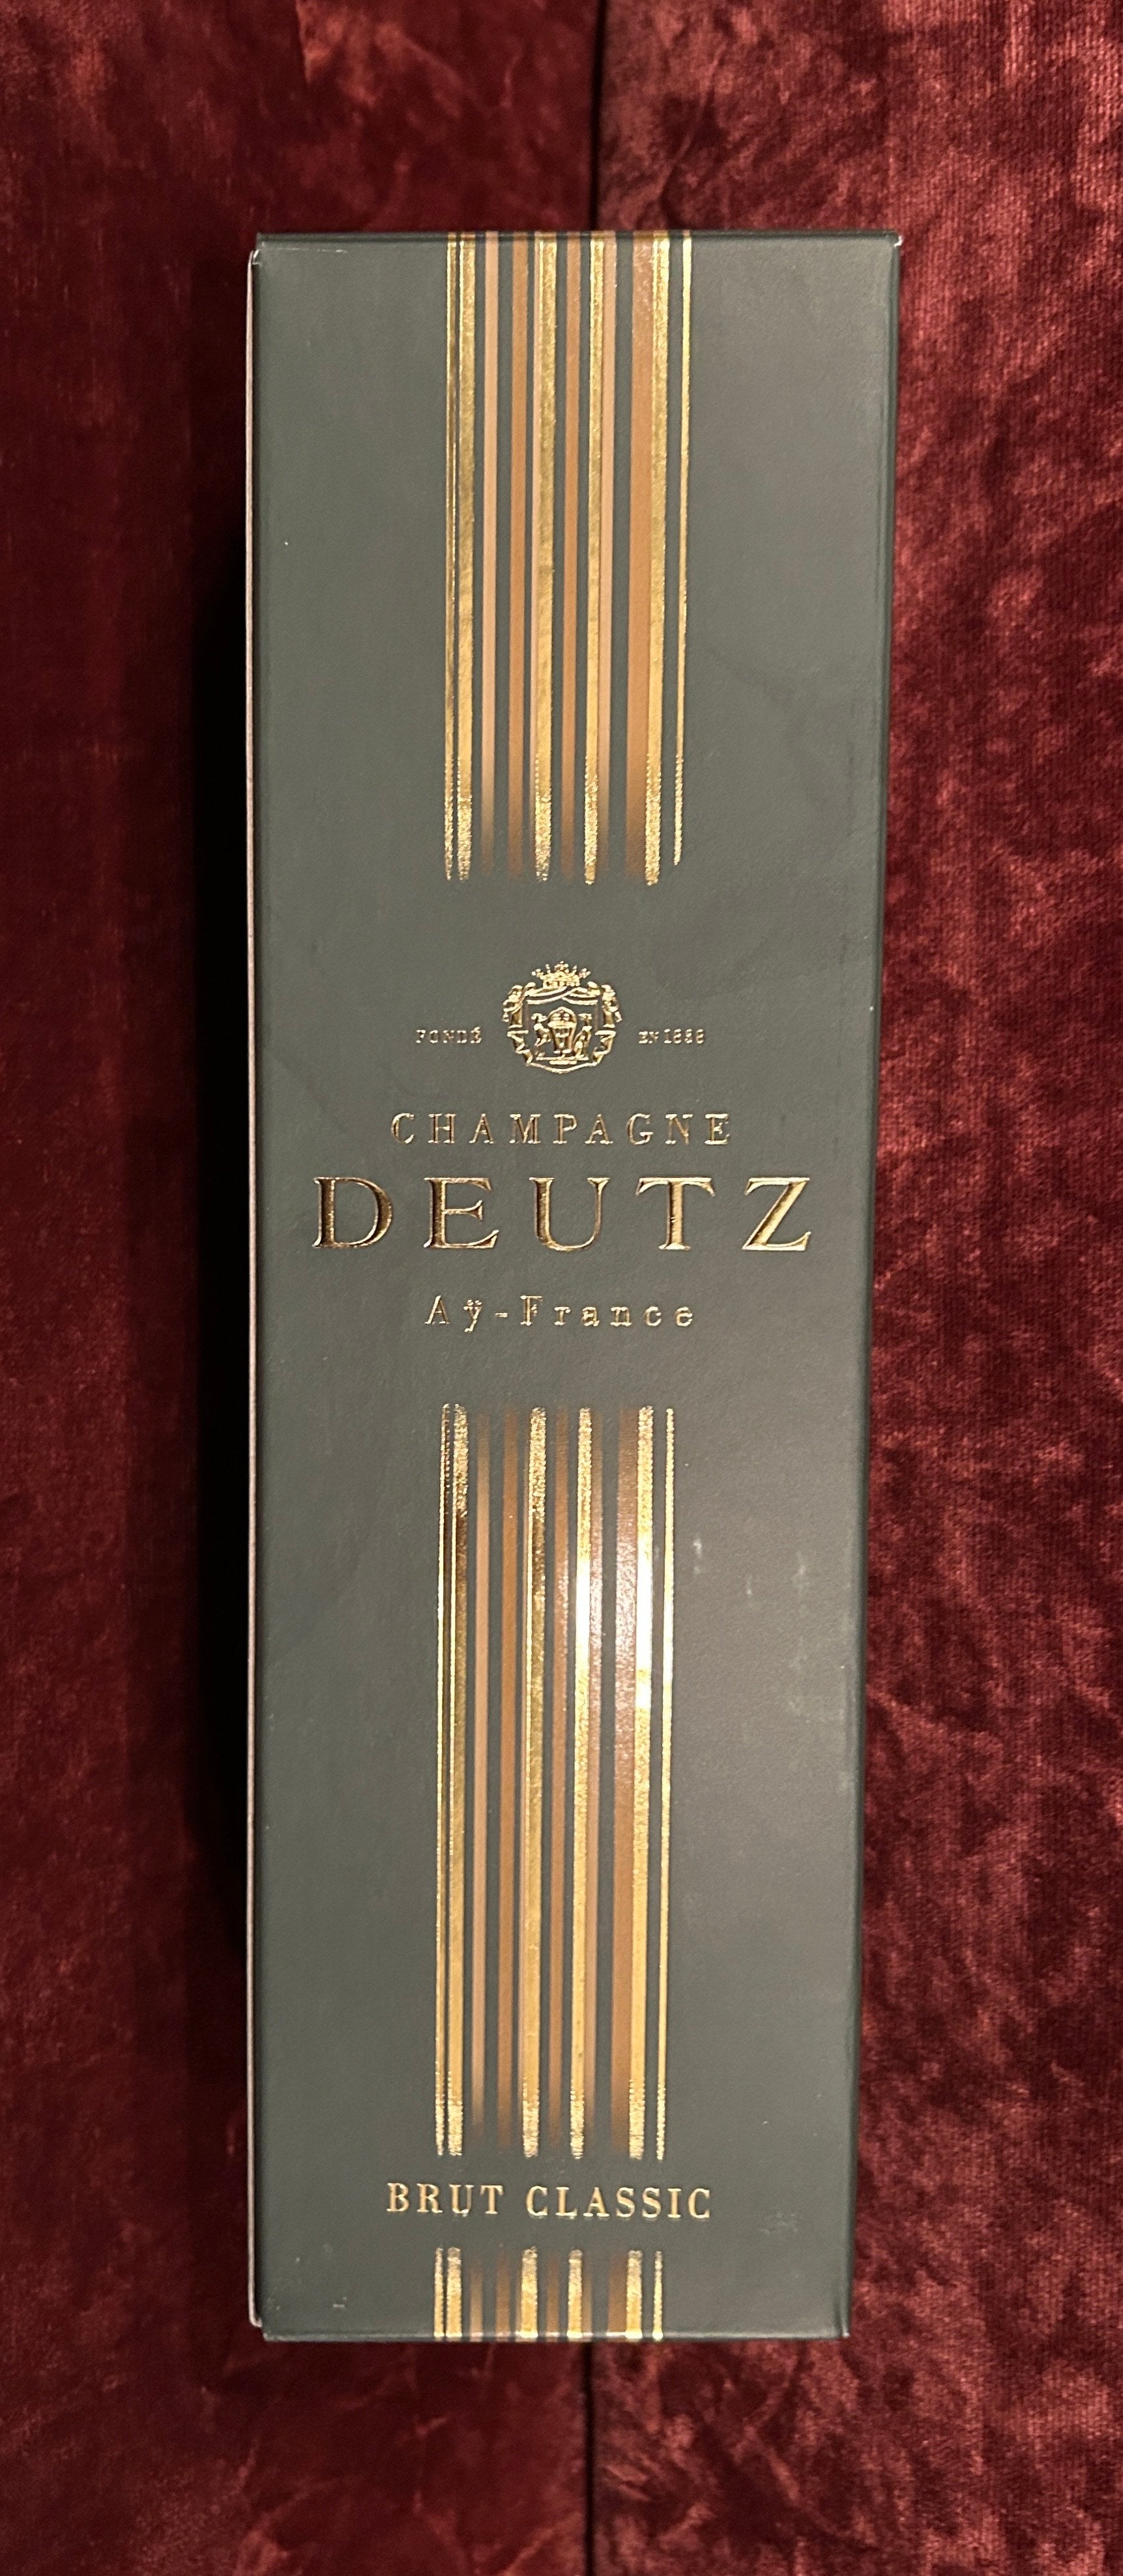 FONDÉ EN 1838
CHAMPAGNE
DEUTZ
Aÿ-France
BRUT CLASSIC